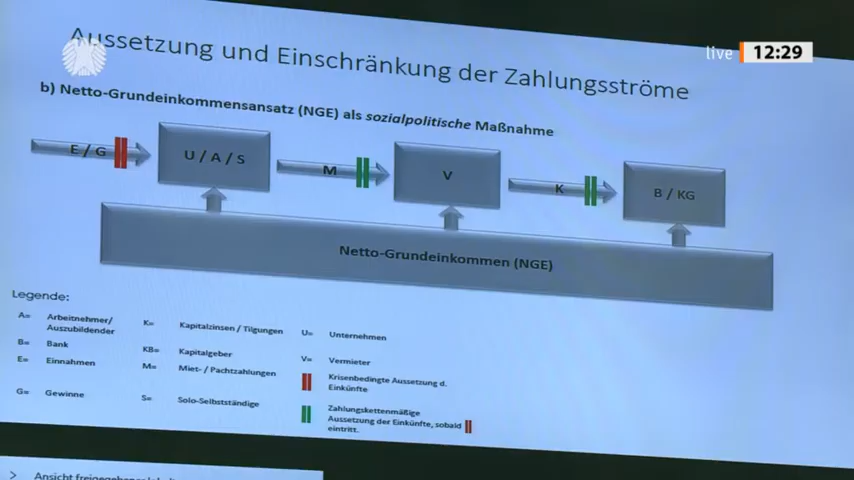 live 12:29
Aussetzung und Einschränkung der Zahlungsströme
b) Netto-Grundeinkommensansatz (NGE) als sozialpolitische Maßnahme
E / G
U / A / S
M
V
K
B / KG
Netto-Grundeinkommen (NGE)
Legende:
A= Arbeitnehmer/
Auszubildender
B= Bank
E= Einnahmen
G= Gewinne
K= Kapitalzinsen / Tilgungen
KB= Kapitalgeber
M= Miet- / Pachtzahlungen
S= Solo-Selbstständige
U= Unternehmen
V= Vermieter
Krisenbedingte Aussetzung d.
Einkünfte
Zahlungskettenmäßige
Aussetzung der Einkünfte, sobald
eintritt.
> Ansicht